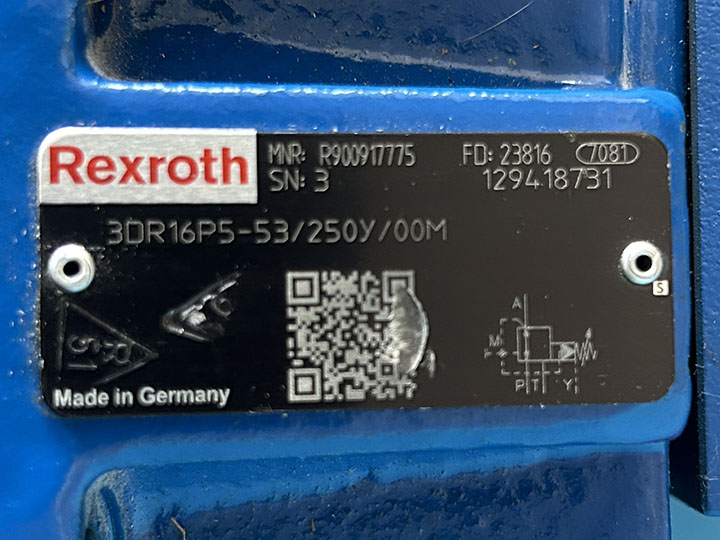 Rexroth
MNR: R900917775 FD: 23816 7081
SN: 3 129418731
3DR16P5-53/250Y/00M
S
A
M
P T Y
Made in Germany